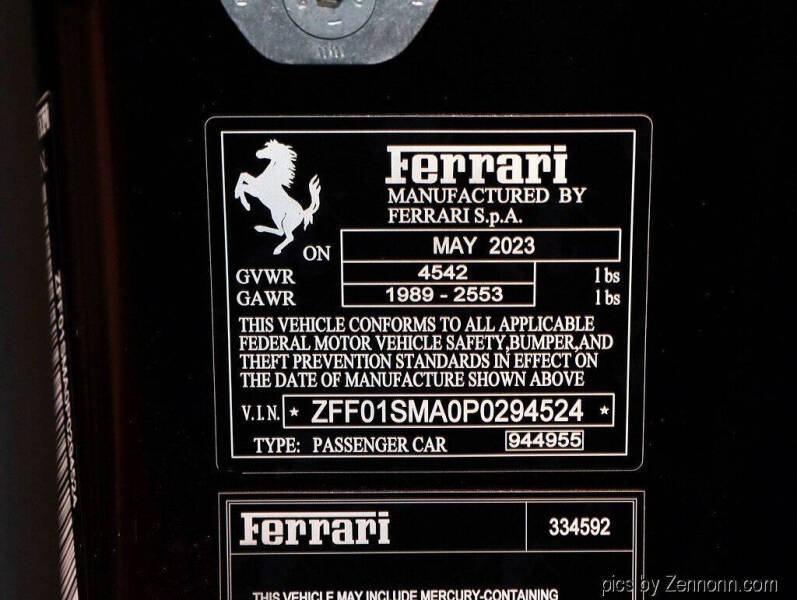 Ferrari
MANUFACTURED BY
FERRARI S.p.A.
ON MAY 2023
GVWR 4542 lbs
GAWR 1989 - 2553 lbs
THIS VEHICLE CONFORMS TO ALL APPLICABLE
FEDERAL MOTOR VEHICLE SAFETY,BUMPER,AND
THEFT PREVENTION STANDARDS IN EFFECT ON
THE DATE OF MANUFACTURE SHOWN ABOVE
V.I.N. * ZFF01SMA0P0294524 *
TYPE: PASSENGER CAR 944955
Ferrari 334592
THIS VEHICLE MAY INCLUDE MERCURY-CONTAINING
pics by Zennonn.com